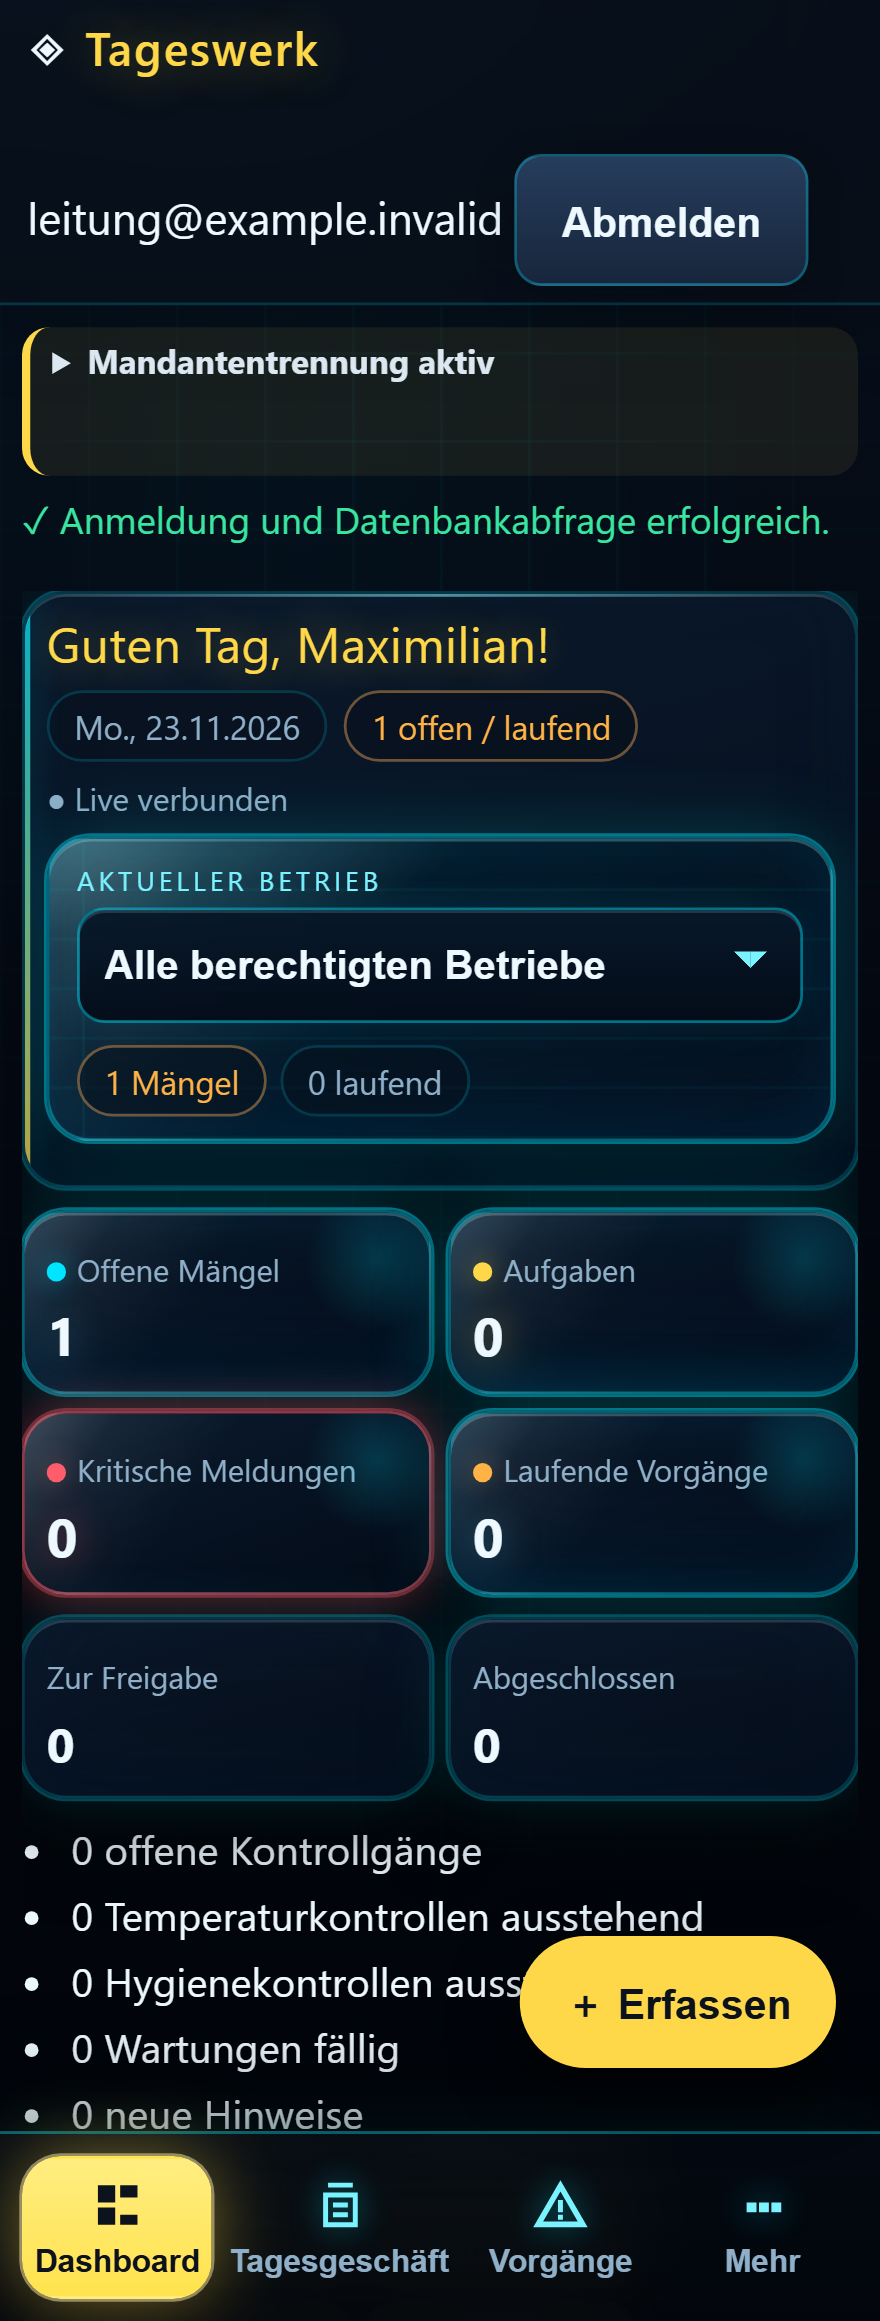 Tageswerk
leitung@example.invalid
Abmelden
Mandantentrennung aktiv
✓ Anmeldung und Datenbankabfrage erfolgreich.
Guten Tag, Maximilian!
Mo., 23.11.2026
1 offen / laufend
Live verbunden
AKTUELLER BETRIEB
Alle berechtigten Betriebe
1 Mängel
0 laufend
Offene Mängel
1
Aufgaben
0
Kritische Meldungen
0
Laufende Vorgänge
0
Zur Freigabe
0
Abgeschlossen
0
• 0 offene Kontrollgänge
• 0 Temperaturkontrollen ausstehend
• 0 Hygienekontrollen
+ Erfassen
• 0 Wartungen fällig
• 0 neue Hinweise
Dashboard
Tagesgeschäft
Vorgänge
Mehr